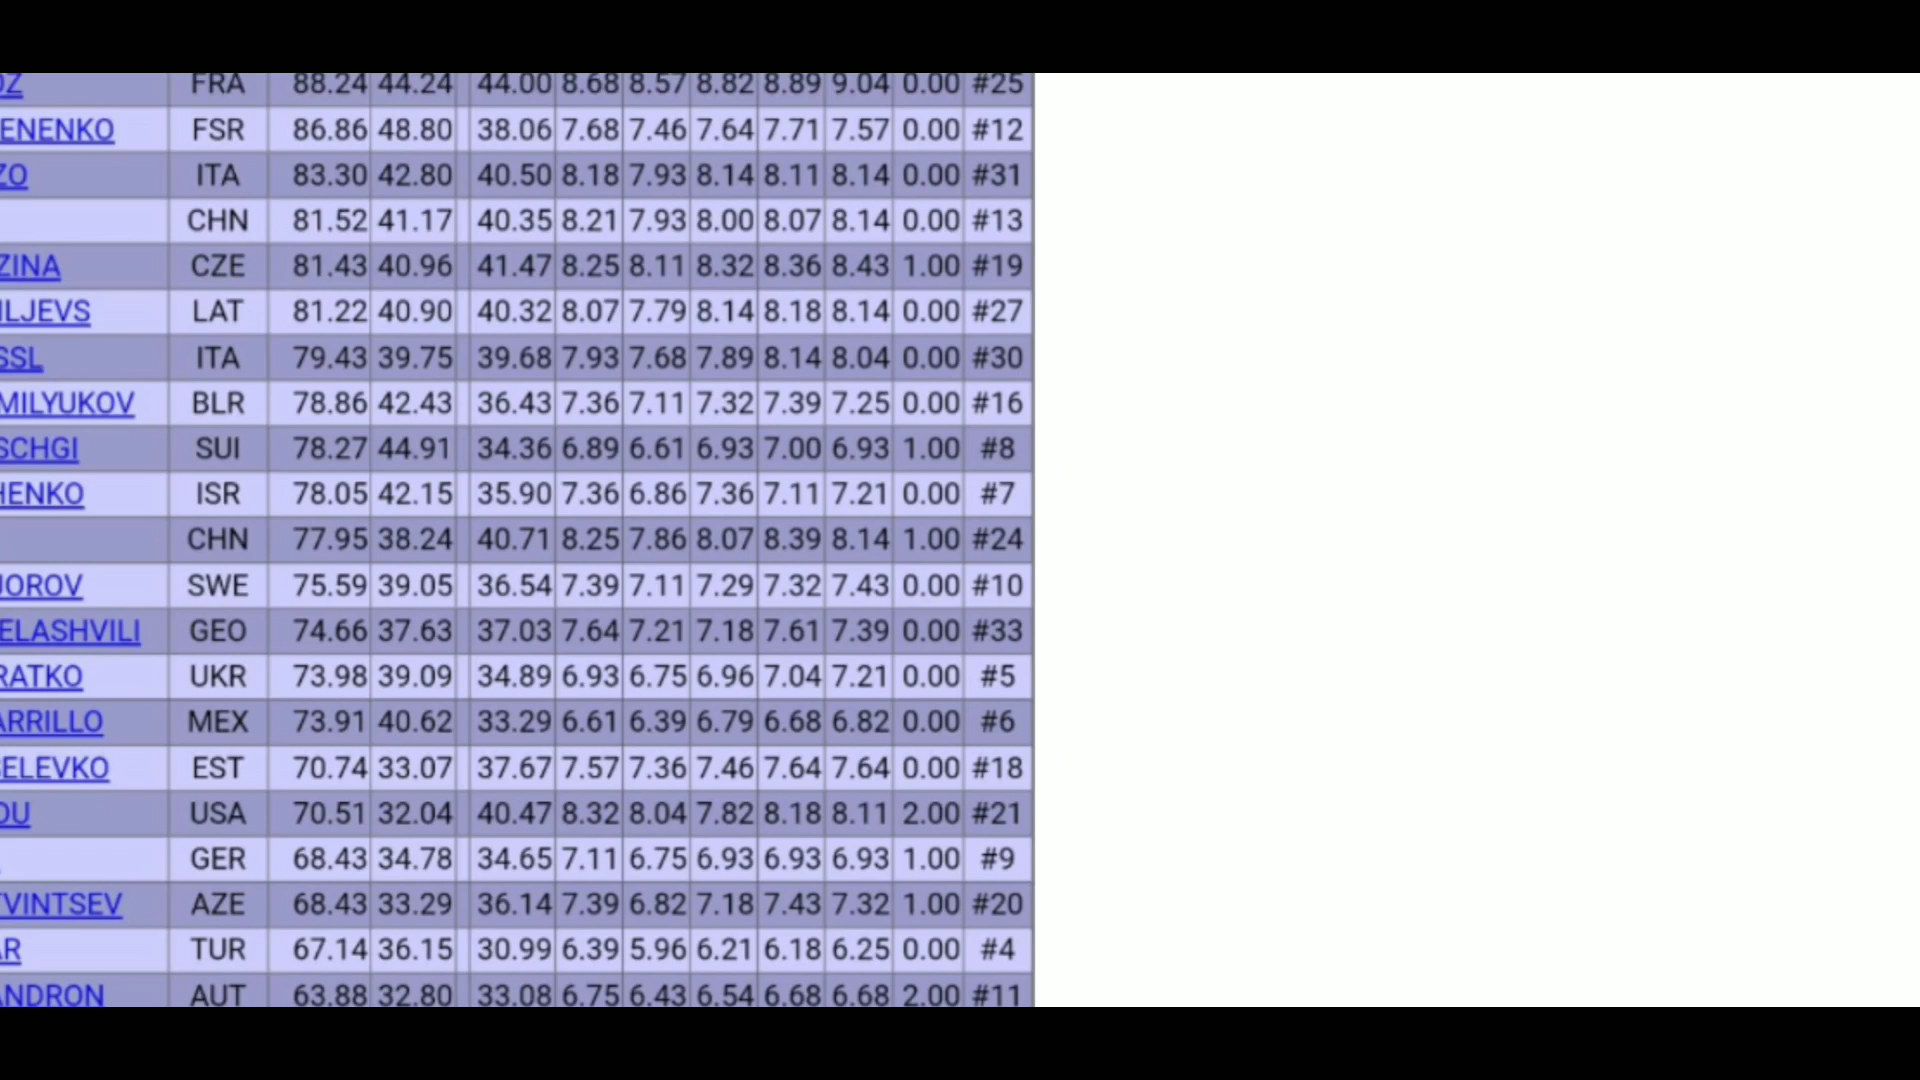 OZ FRA 88.24 44.24 44.00 8.68 8.57 8.82 8.89 9.04 0.00 #25
ENENKO FSR 86.86 48.80 38.06 7.68 7.46 7.64 7.71 7.57 0.00 #12
ZO ITA 83.30 42.80 40.50 8.18 7.93 8.14 8.11 8.14 0.00 #31
CHN 81.52 41.17 40.35 8.21 7.93 8.00 8.07 8.14 0.00 #13
ZINA CZE 81.43 40.96 41.47 8.25 8.11 8.32 8.36 8.43 1.00 #19
ILJEVS LAT 81.22 40.90 40.32 8.07 7.79 8.14 8.18 8.14 0.00 #27
SSL ITA 79.43 39.75 39.68 7.93 7.68 7.89 8.14 8.04 0.00 #30
MILYUKOV BLR 78.86 42.43 36.43 7.36 7.11 7.32 7.39 7.25 0.00 #16
SCHGI SUI 78.27 44.91 34.36 6.89 6.61 6.93 7.00 6.93 1.00 #8
HENKO ISR 78.05 42.15 35.90 7.36 6.86 7.36 7.11 7.21 0.00 #7
CHN 77.95 38.24 40.71 8.25 7.86 8.07 8.39 8.14 1.00 #24
JOROV SWE 75.59 39.05 36.54 7.39 7.11 7.29 7.32 7.43 0.00 #10
ELASHVILI GEO 74.66 37.63 37.03 7.64 7.21 7.18 7.61 7.39 0.00 #33
RATKO UKR 73.98 39.09 34.89 6.93 6.75 6.96 7.04 7.21 0.00 #5
ARRILLO MEX 73.91 40.62 33.29 6.61 6.39 6.79 6.68 6.82 0.00 #6
SELEVKO EST 70.74 33.07 37.67 7.57 7.36 7.46 7.64 7.64 0.00 #18
OU USA 70.51 32.04 40.47 8.32 8.04 7.82 8.18 8.11 2.00 #21
GER 68.43 34.78 34.65 7.11 6.75 6.93 6.93 6.93 1.00 #9
TVINTSEV AZE 68.43 33.29 36.14 7.39 6.82 7.18 7.43 7.32 1.00 #20
AR TUR 67.14 36.15 30.99 6.39 5.96 6.21 6.18 6.25 0.00 #4
ANDRON AUT 63.88 32.80 33.08 6.75 6.43 6.54 6.68 6.68 2.00 #11